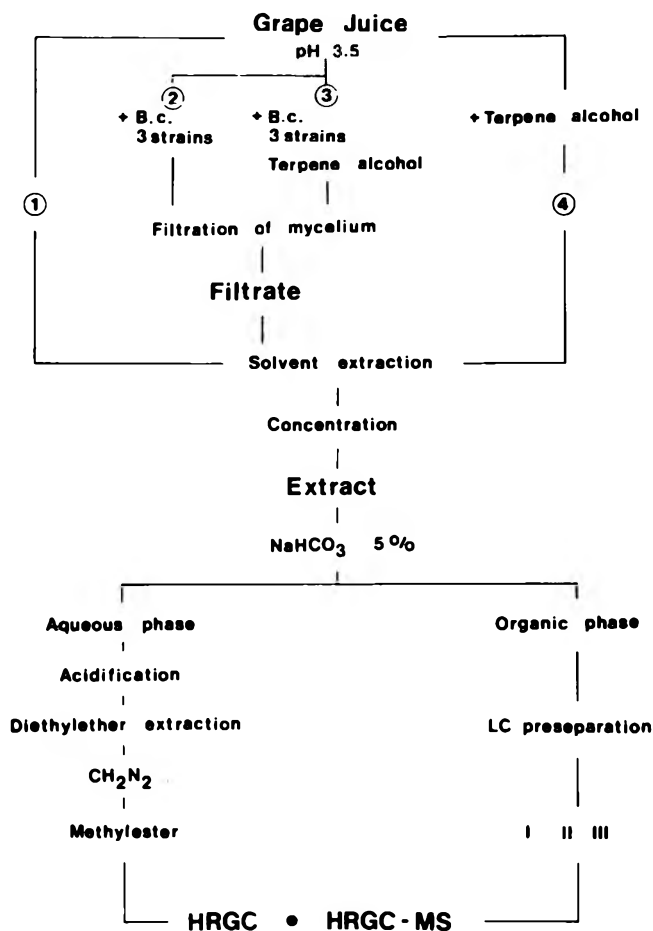 Grape Juice
pH 3.5
② ③
+ B.c. + B.c. + Terpene alcohol
3 strains 3 strains
Terpene alcohol
① ④
Filtration of mycelium
Filtrate
Solvent extraction
Concentration
Extract
NaHCO₃ 5%
Aqueous phase Organic phase
Acidification
Diethylether extraction LC preseparation
CH₂N₂
Methylester I II III
HRGC • HRGC-MS